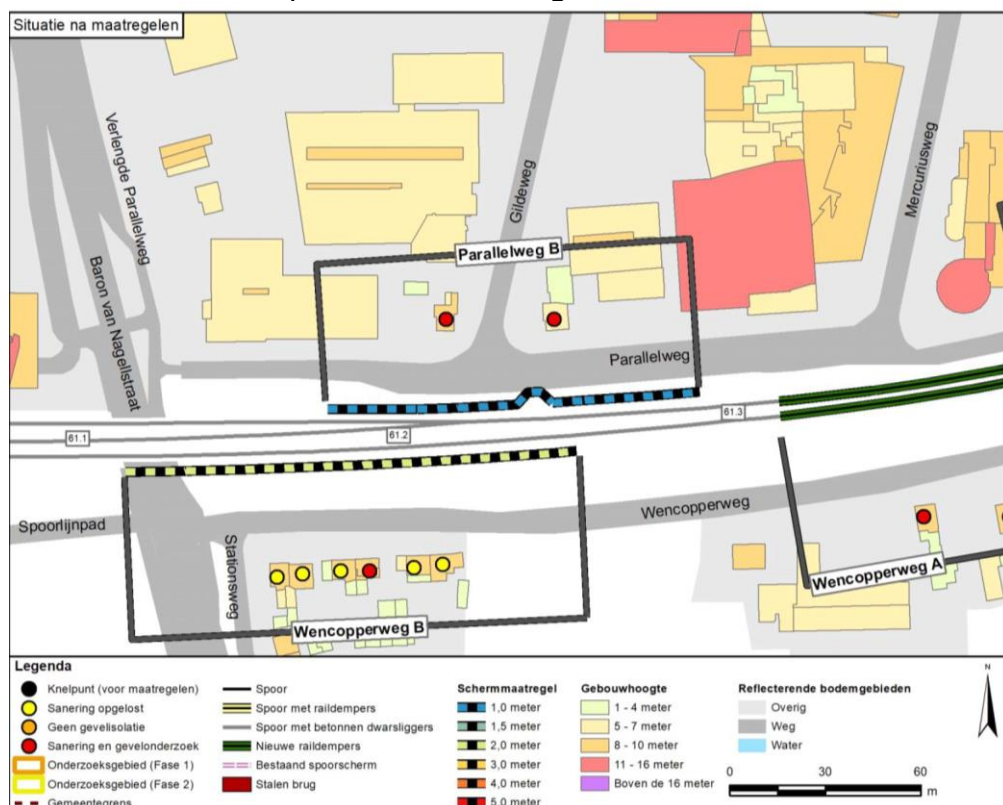 Situatie na maatregelen
Verlengde Parallelweg
Baron van Nagellstraat
Gildeweg
Mercuriusweg
Parallelweg B
Parallelweg
61.1
61.2
61.3
Spoorlijnpad
Stationsweg
Wencopperweg
Wencopperweg A
Wencopperweg B
Legenda
Knelpunt (voor maatregelen)
Sanering opgelost
Geen gevelisolatie
Sanering en gevelonderzoek
Onderzoeksgebied (Fase 1)
Onderzoeksgebied (Fase 2)
Gemeentegrens
Spoor
Spoor met raildempers
Spoor met betonnen dwarsliggers
Nieuwe raildempers
Bestaand spoorscherm
Stalen brug
Schermmaatregel
1,0 meter
1,5 meter
2,0 meter
3,0 meter
4,0 meter
5,0 meter
Gebouwhoogte
1 - 4 meter
5 - 7 meter
8 - 10 meter
11 - 16 meter
Boven de 16 meter
Reflecterende bodemgebieden
Overig
Weg
Water
N
0 30 60
m